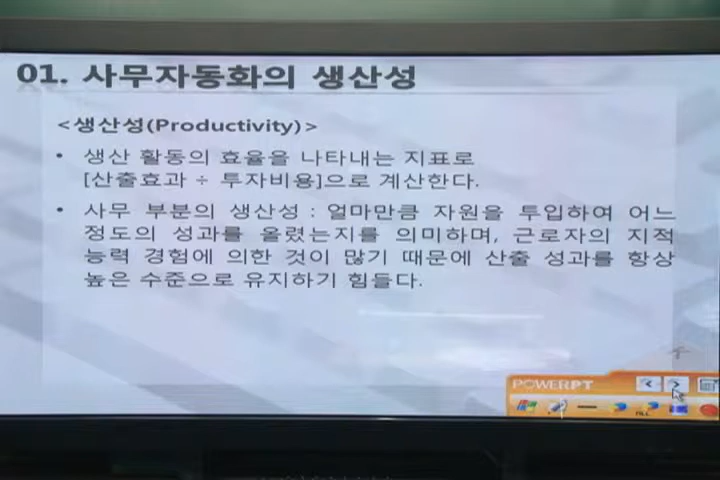 01. 사무자동화의 생산성
<생산성(Productivity)>
• 생산 활동의 효율을 나타내는 지표로
[산출효과 ÷ 투자비용]으로 계산한다.
• 사무 부분의 생산성 : 얼마만큼 자원을 투입하여 어느
정도의 성과를 올렸는지를 의미하며, 근로자의 지적
능력 경험에 의한 것이 많기 때문에 산출 성과를 항상
높은 수준으로 유지하기 힘들다.
POWERPT